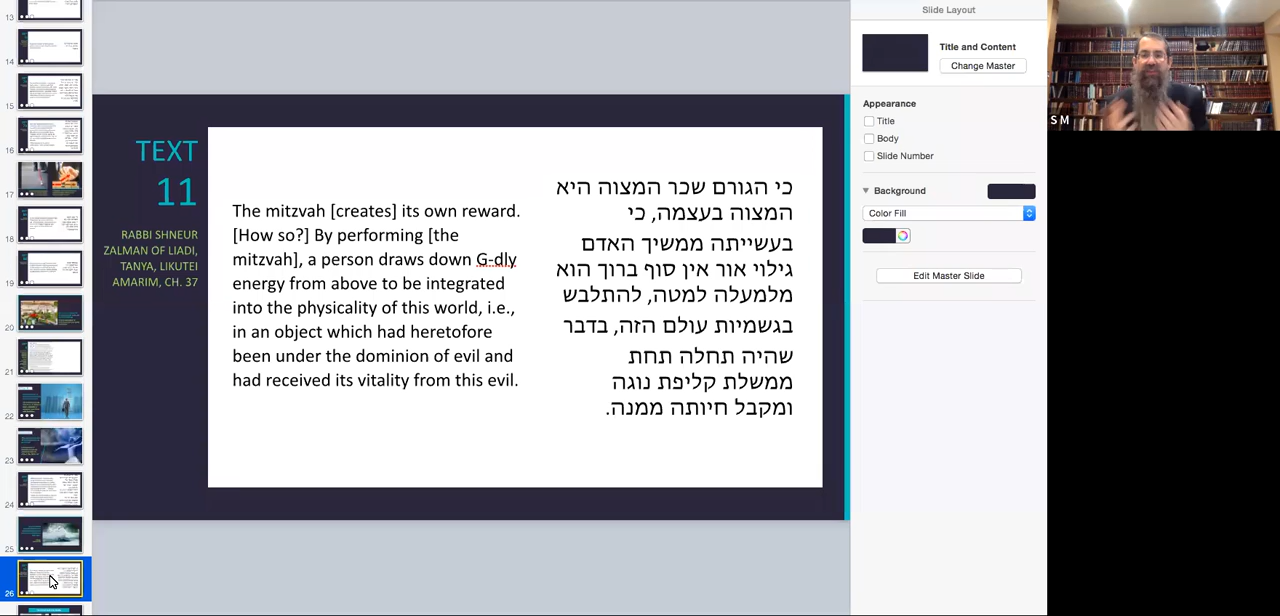 Slide Layout
Title and Content
Change Master
Appearance
Title
Body
Slide Number
Background
Color Fill
Edit Master Slide
S M
13
14
15
16
17
18
19
20
21
22
23
24
25
26
TEXT
11
RABBI SHNEUR
ZALMAN OF LIADI,
TANYA, LIKUTEI
AMARIM, CH. 37
The mitzvah [creates] its own reward.
[How so?] By performing [the
mitzvah], a person draws down G-dly
energy from above to be integrated
into the physicality of this world, i.e.,
in an object which had heretofore
been under the dominion of evil and
had received its vitality from this evil.
כי הגורם שכר המצוה היא
המצוה בעצמה, כי
בעשייתה ממשיך האדם
גילוי אור אין סוף ברוך הוא
מלמעלה למטה, להתלבש
בגשמיות עולם הזה, בדבר
שהיה תחלה תחת
ממשלת קליפת נוגה
ומקבל חיותה ממנה.